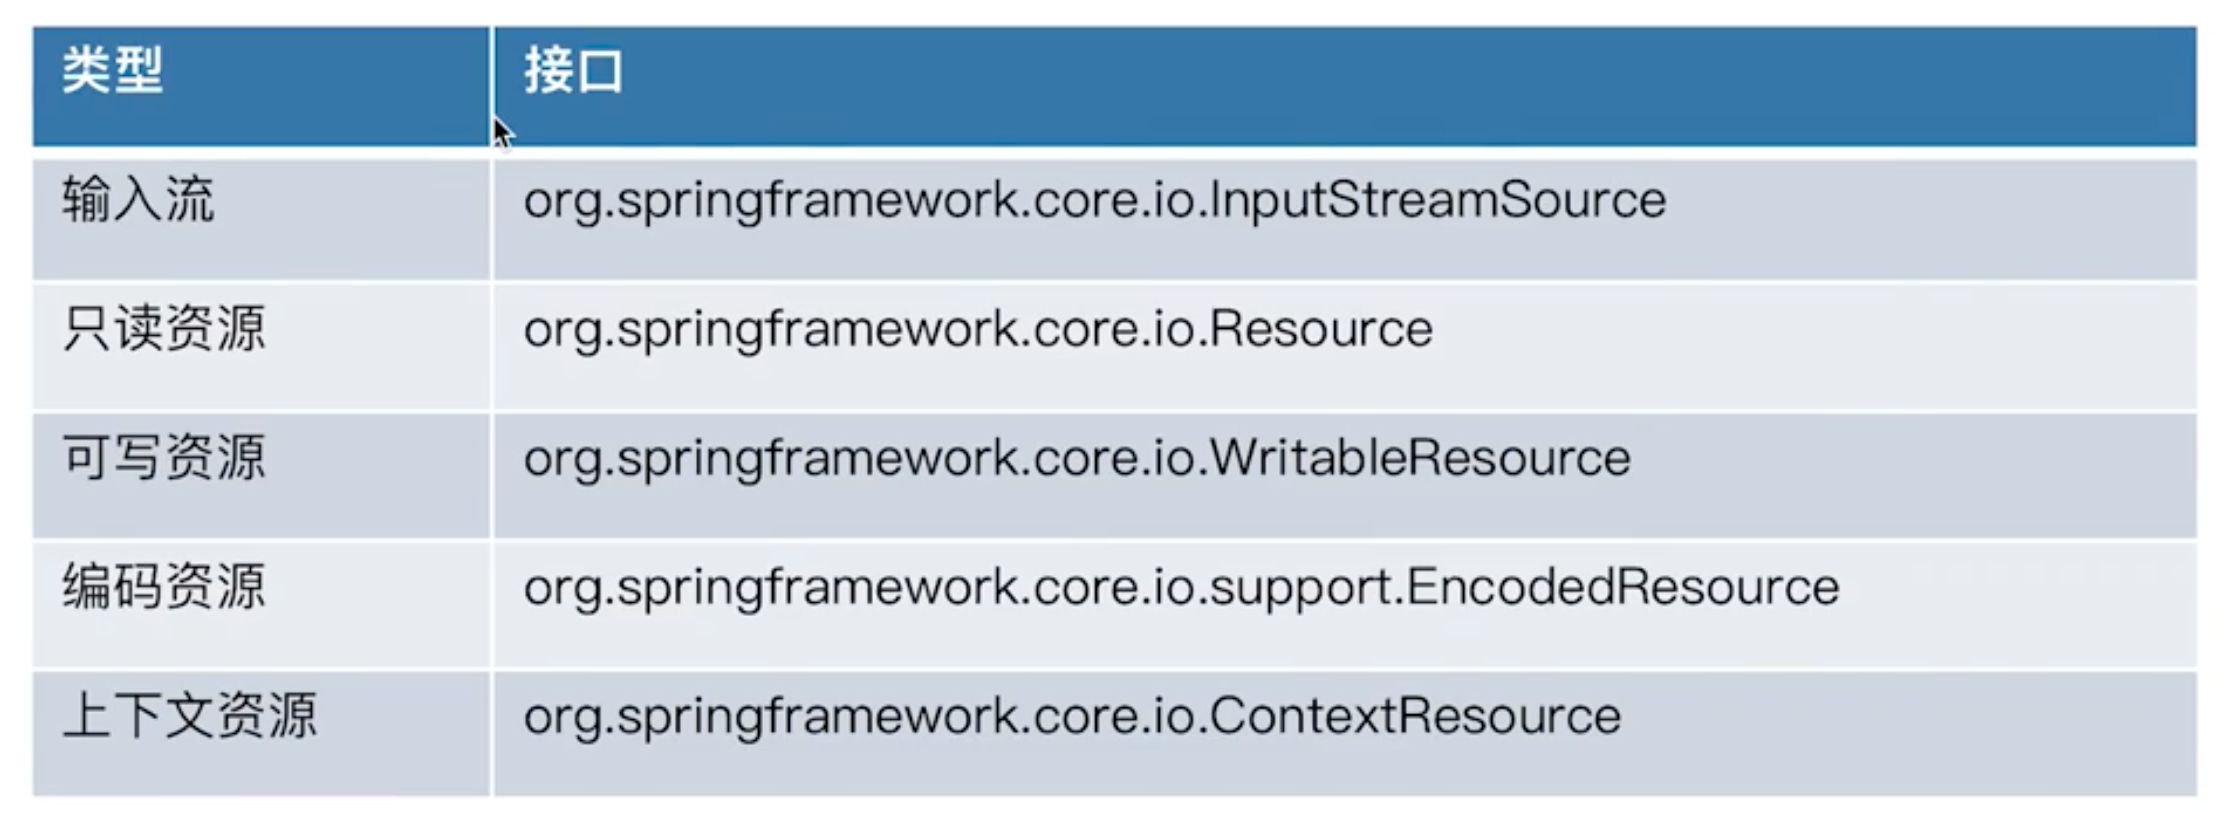 类型 接口
输入流 org.springframework.core.io.InputStreamSource
只读资源 org.springframework.core.io.Resource
可写资源 org.springframework.core.io.WritableResource
编码资源 org.springframework.core.io.support.EncodedResource
上下文资源 org.springframework.core.io.ContextResource